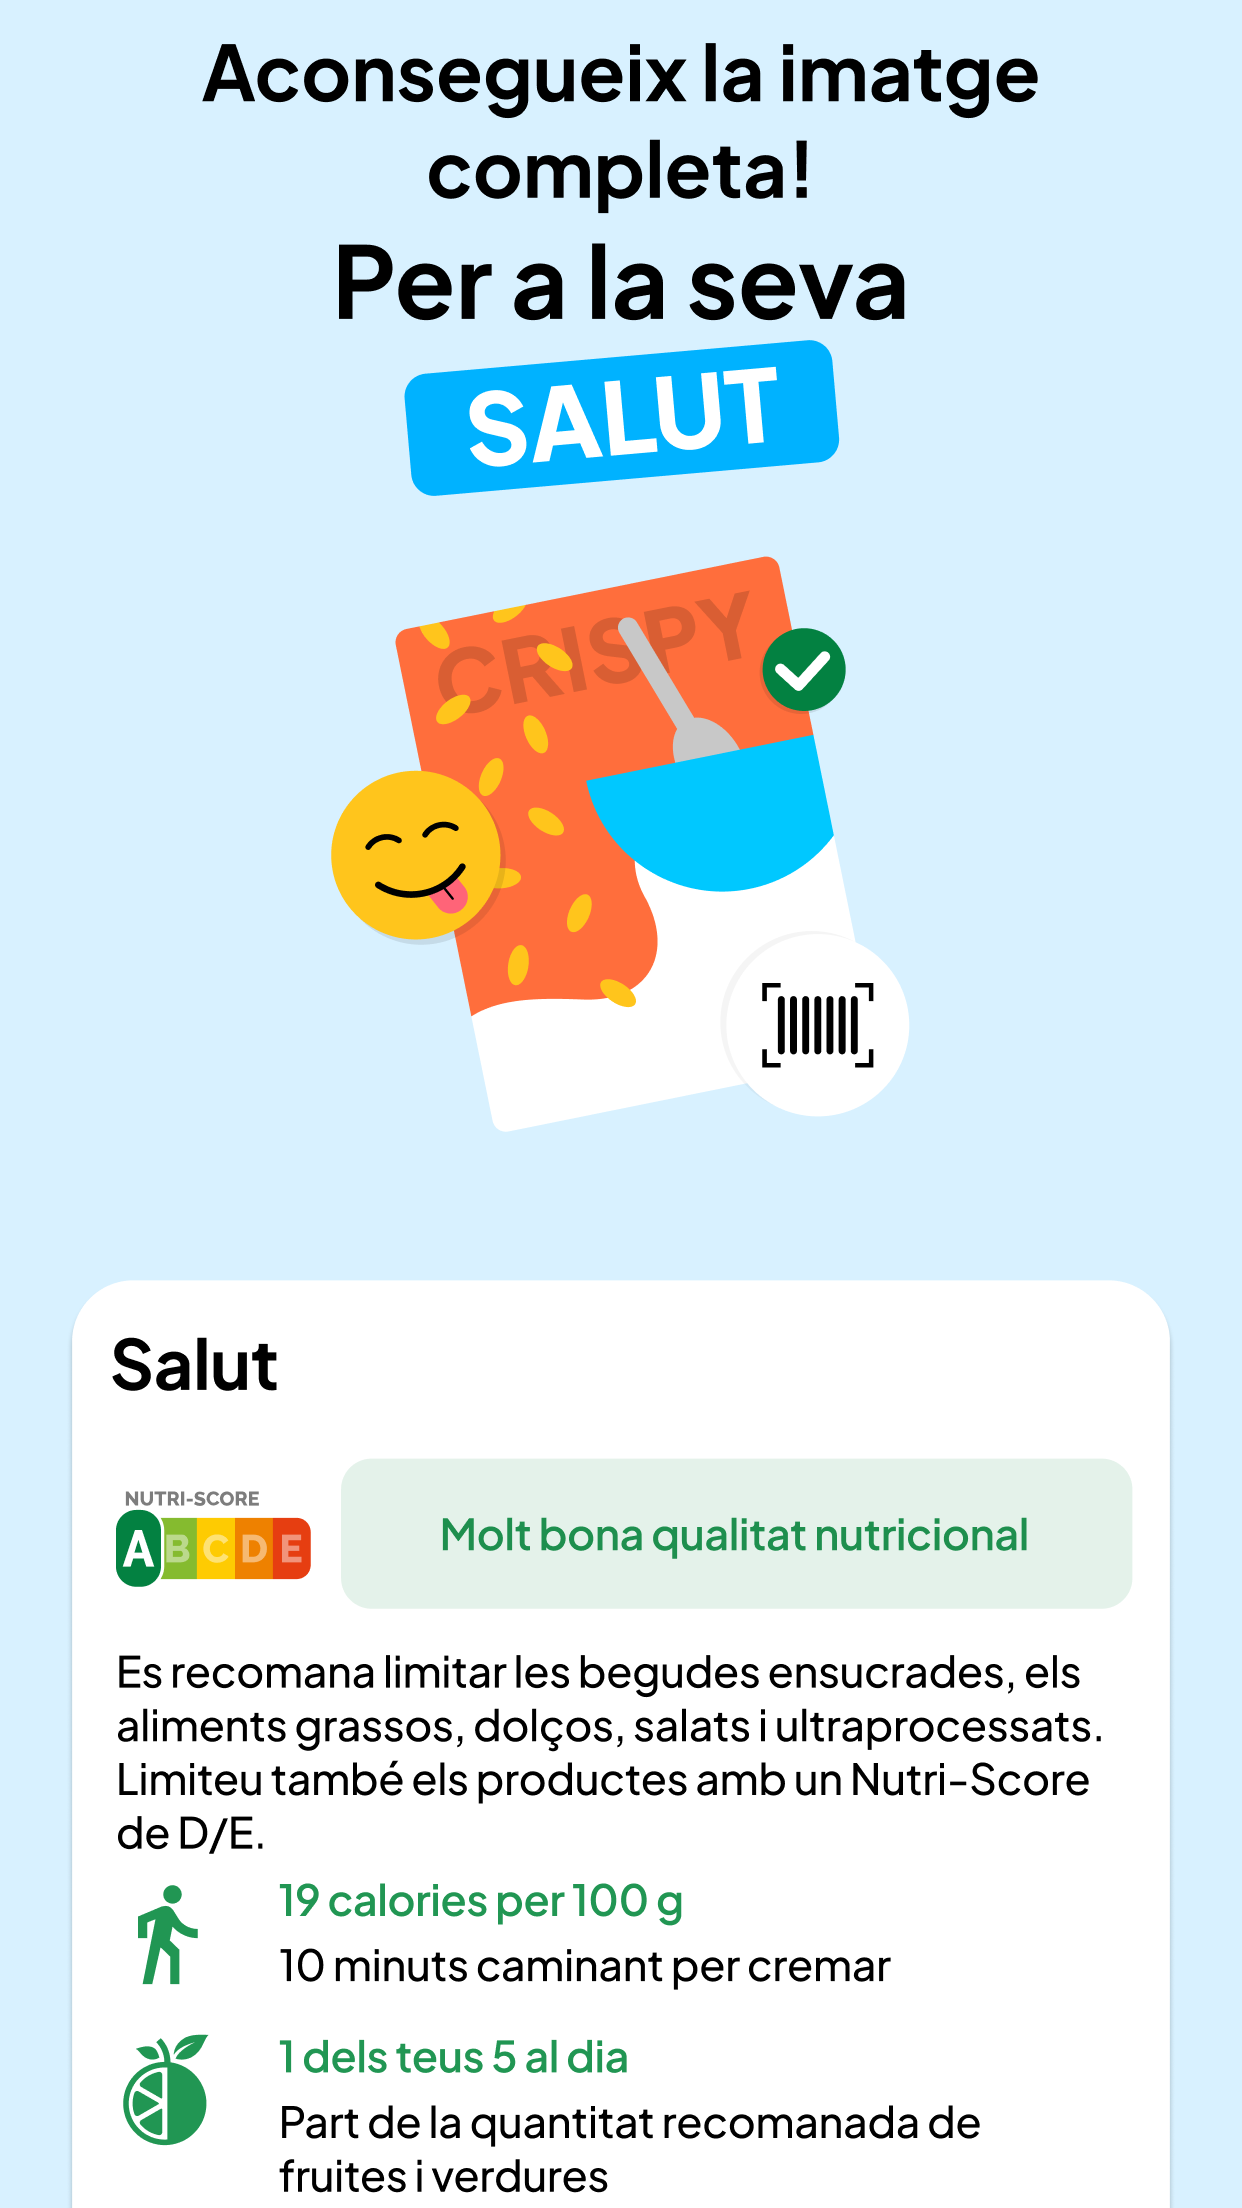 Aconsegueix la imatge
completa!
Per a la seva
SALUT
CRISPY
Salut
NUTRI-SCORE
A B C D E
Molt bona qualitat nutricional
Es recomana limitar les begudes ensucrades, els
aliments grassos, dolços, salats i ultraprocessats.
Limiteu també els productes amb un Nutri-Score
de D/E.
19 calories per 100 g
10 minuts caminant per cremar
1 dels teus 5 al dia
Part de la quantitat recomanada de
fruites i verdures